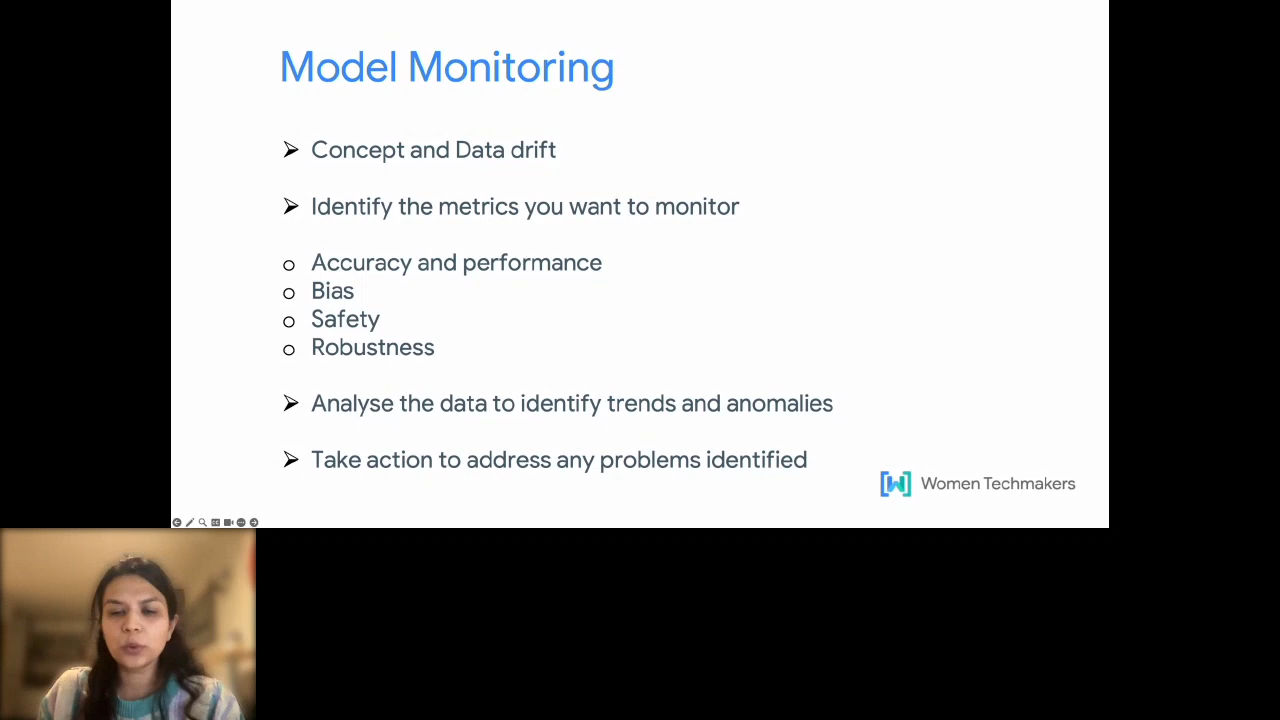 Model Monitoring
Concept and Data drift
Identify the metrics you want to monitor
Accuracy and performance
Bias
Safety
Robustness
Analyse the data to identify trends and anomalies
Take action to address any problems identified
Women Techmakers